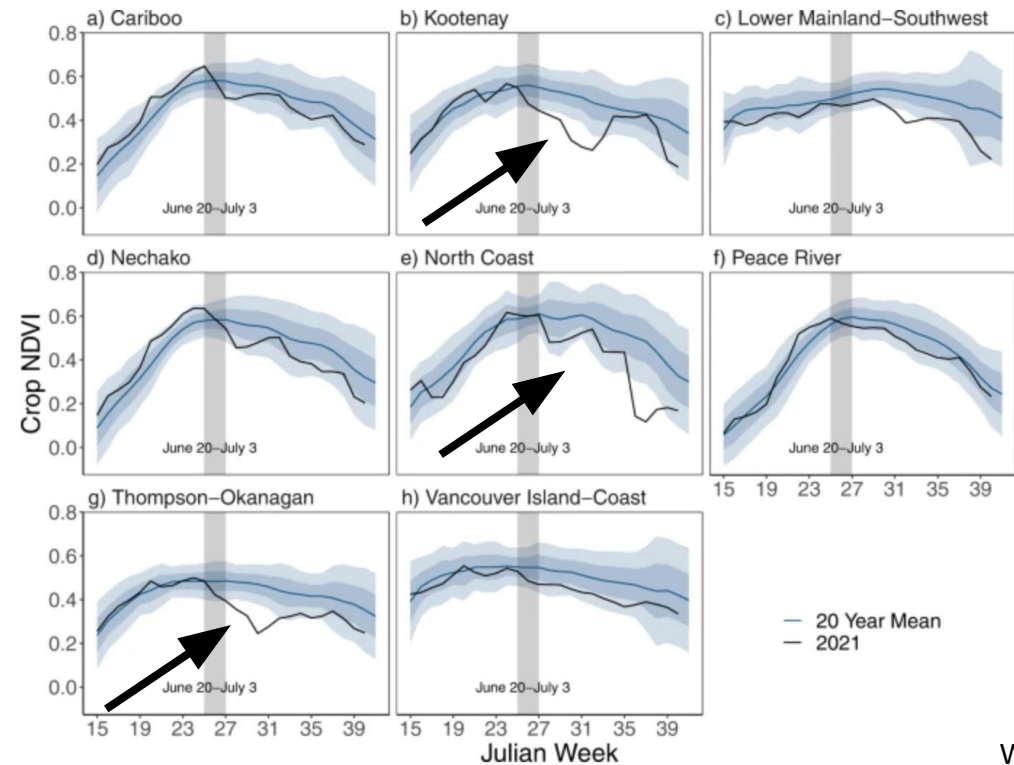 a) Cariboo
b) Kootenay
c) Lower Mainland–Southwest
0.8
0.6
0.4
0.2
0.0
June 20–July 3
June 20–July 3
June 20–July 3
d) Nechako
e) North Coast
f) Peace River
0.8
0.6
0.4
0.2
0.0
June 20–July 3
June 20–July 3
June 20–July 3
Crop NDVI
15 19 23 27 31 35 39
g) Thompson–Okanagan
h) Vancouver Island–Coast
0.8
0.6
0.4
0.2
0.0
June 20–July 3
June 20–July 3
20 Year Mean
2021
15 19 23 27 31 35 39
15 19 23 27 31 35 39
Julian Week
W